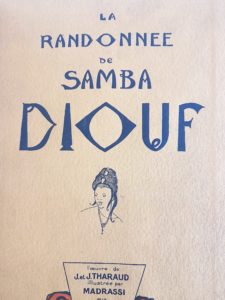 LA
RANDONNEE
DE
SAMBA
DIOUF
l'œuvre de
J.et J.THARAUD
illustrée par
MADRASSI